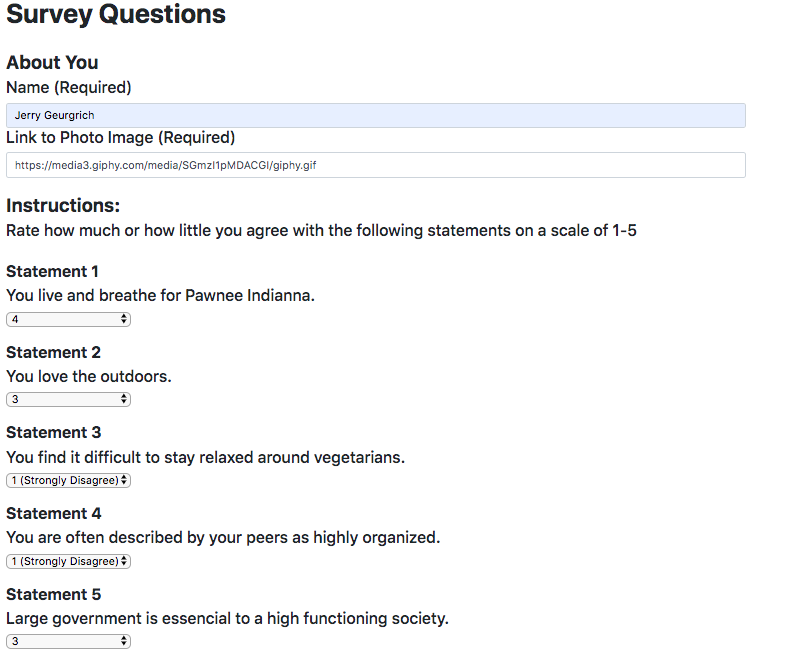 Survey Questions
About You
Name (Required)
Jerry Geurgrich
Link to Photo Image (Required)
https://media3.giphy.com/media/SGmzI1pMDACGI/giphy.gif
Instructions:
Rate how much or how little you agree with the following statements on a scale of 1-5
Statement 1
You live and breathe for Pawnee Indianna.
4
Statement 2
You love the outdoors.
3
Statement 3
You find it difficult to stay relaxed around vegetarians.
1 (Strongly Disagree)
Statement 4
You are often described by your peers as highly organized.
1 (Strongly Disagree)
Statement 5
Large government is essencial to a high functioning society.
3